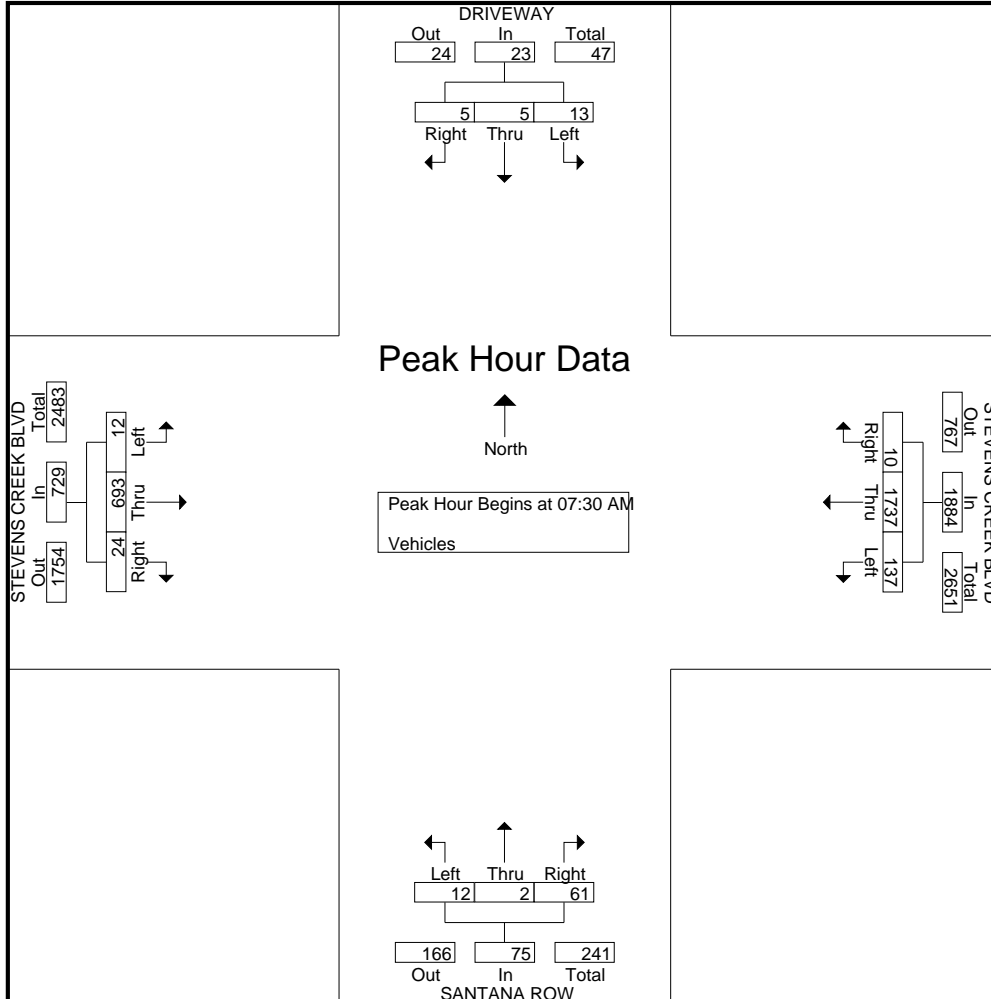 DRIVEWAY
Out In Total
24 23 47
5 5 13
Right Thru Left
Peak Hour Data
North
Peak Hour Begins at 07:30 AM
Vehicles
STEVENS CREEK BLVD
Total In Out
2483 729 1754
12 693 24
Left Thru Right
STEVENS CREEK BLVD
Out In Total
767 1884 2651
10 1737 137
Right Thru Left
Left Thru Right
12 2 61
166 75 241
Out In Total
SANTANA ROW